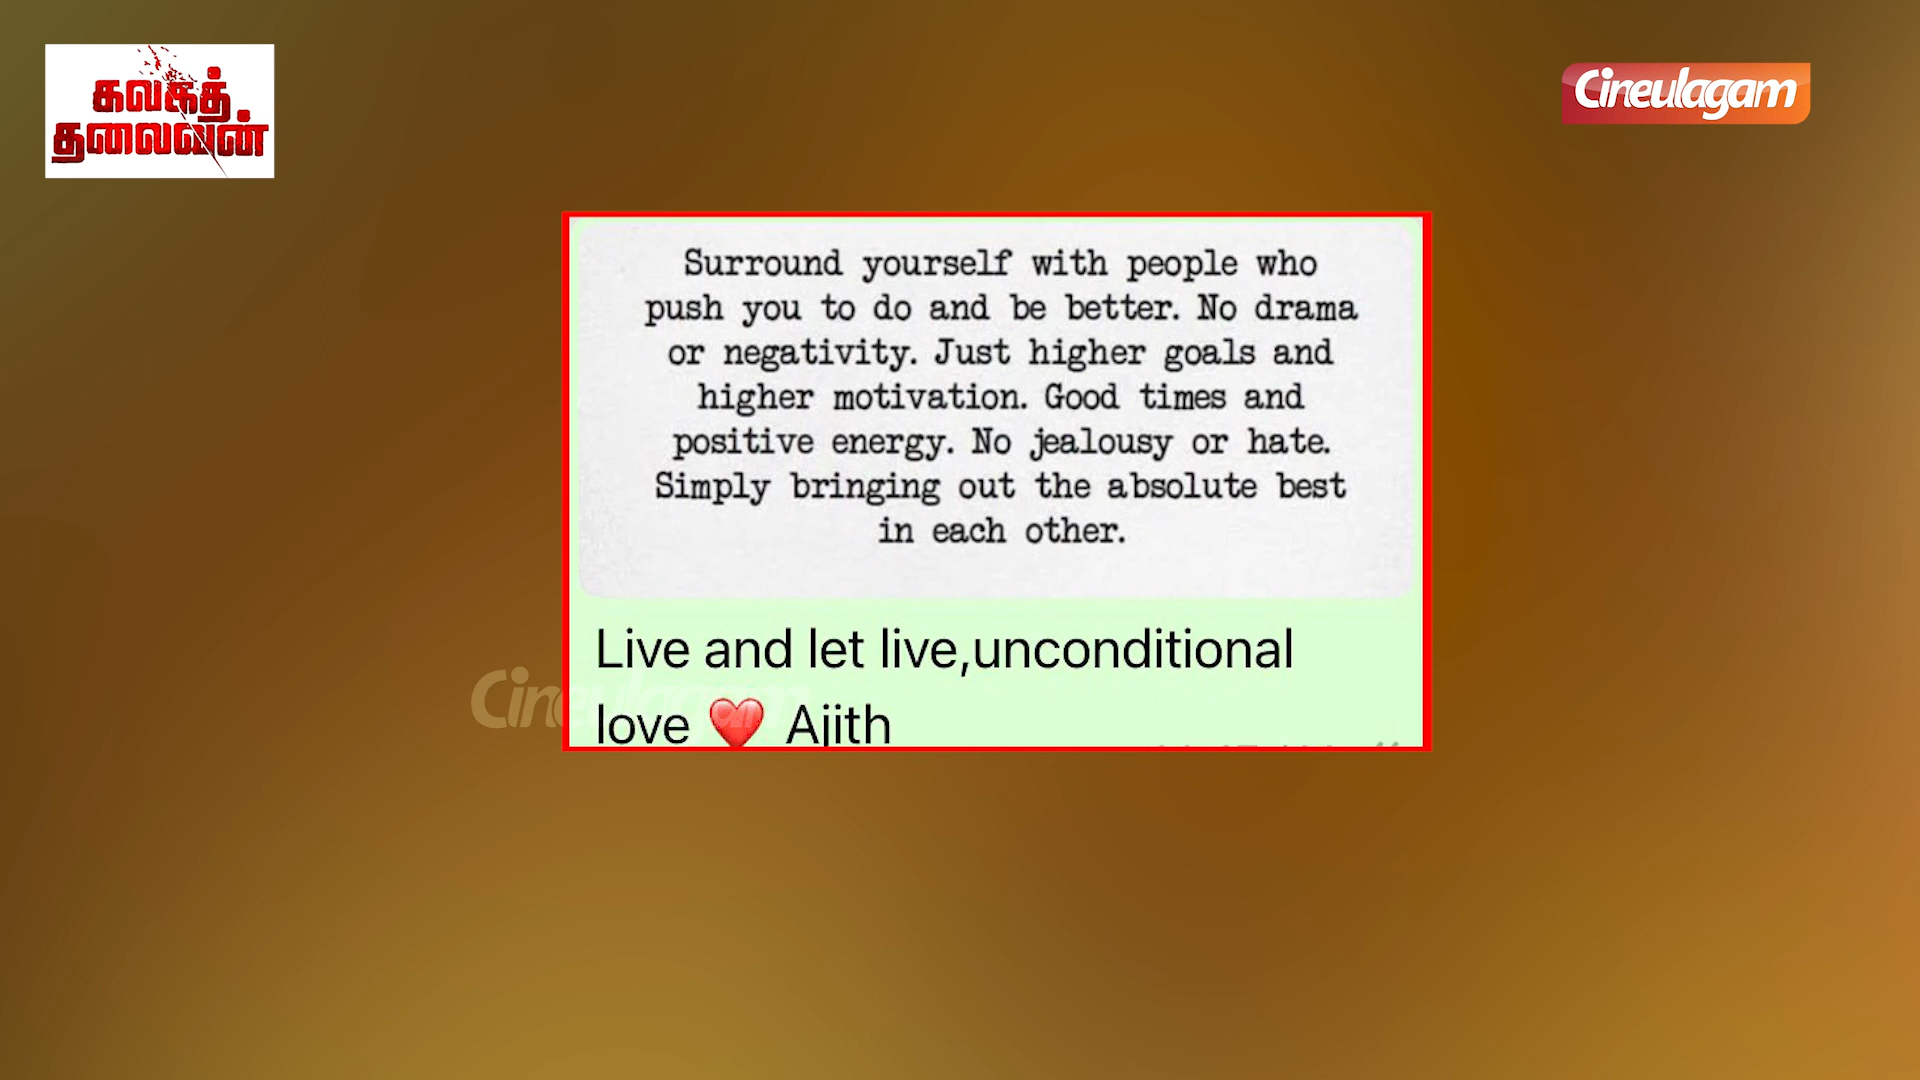 கலகத்
தலைவன்
Cineulagam
Surround yourself with people who
push you to do and be better. No drama
or negativity. Just higher goals and
higher motivation. Good times and
positive energy. No jealousy or hate.
Simply bringing out the absolute best
in each other.
Live and let live,unconditional
love ❤️ Ajith
Cineulagam